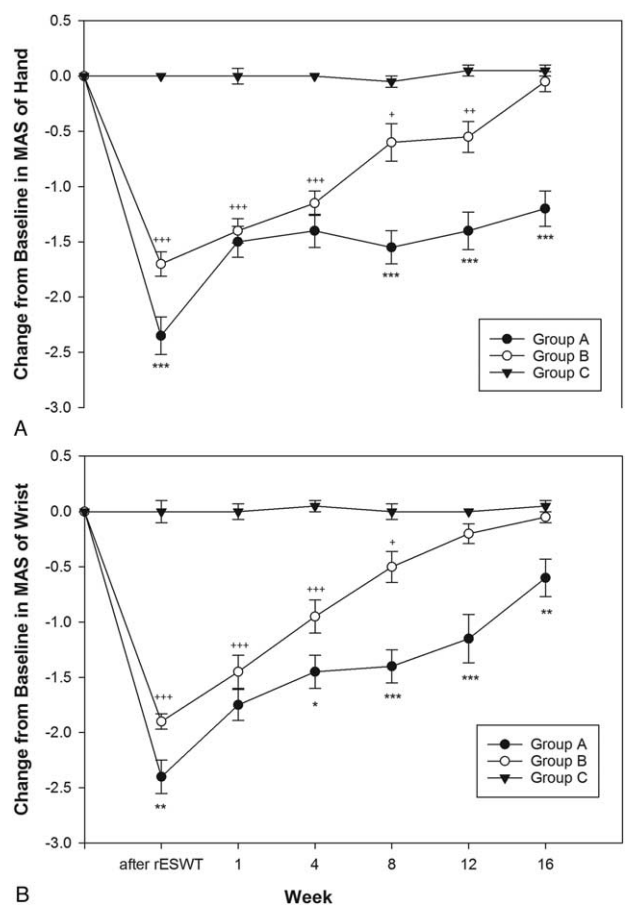 0.5
0.0
-0.5
-1.0
-1.5
-2.0
-2.5
-3.0
Change from Baseline in MAS of Hand
+++
+++
+++
+
++
***
***
***
***
Group A
Group B
Group C
A
0.5
0.0
-0.5
-1.0
-1.5
-2.0
-2.5
-3.0
Change from Baseline in MAS of Wrist
+++
+++
+++
+
**
*
***
***
**
Group A
Group B
Group C
after rESWT 1 4 8 12 16
B
Week